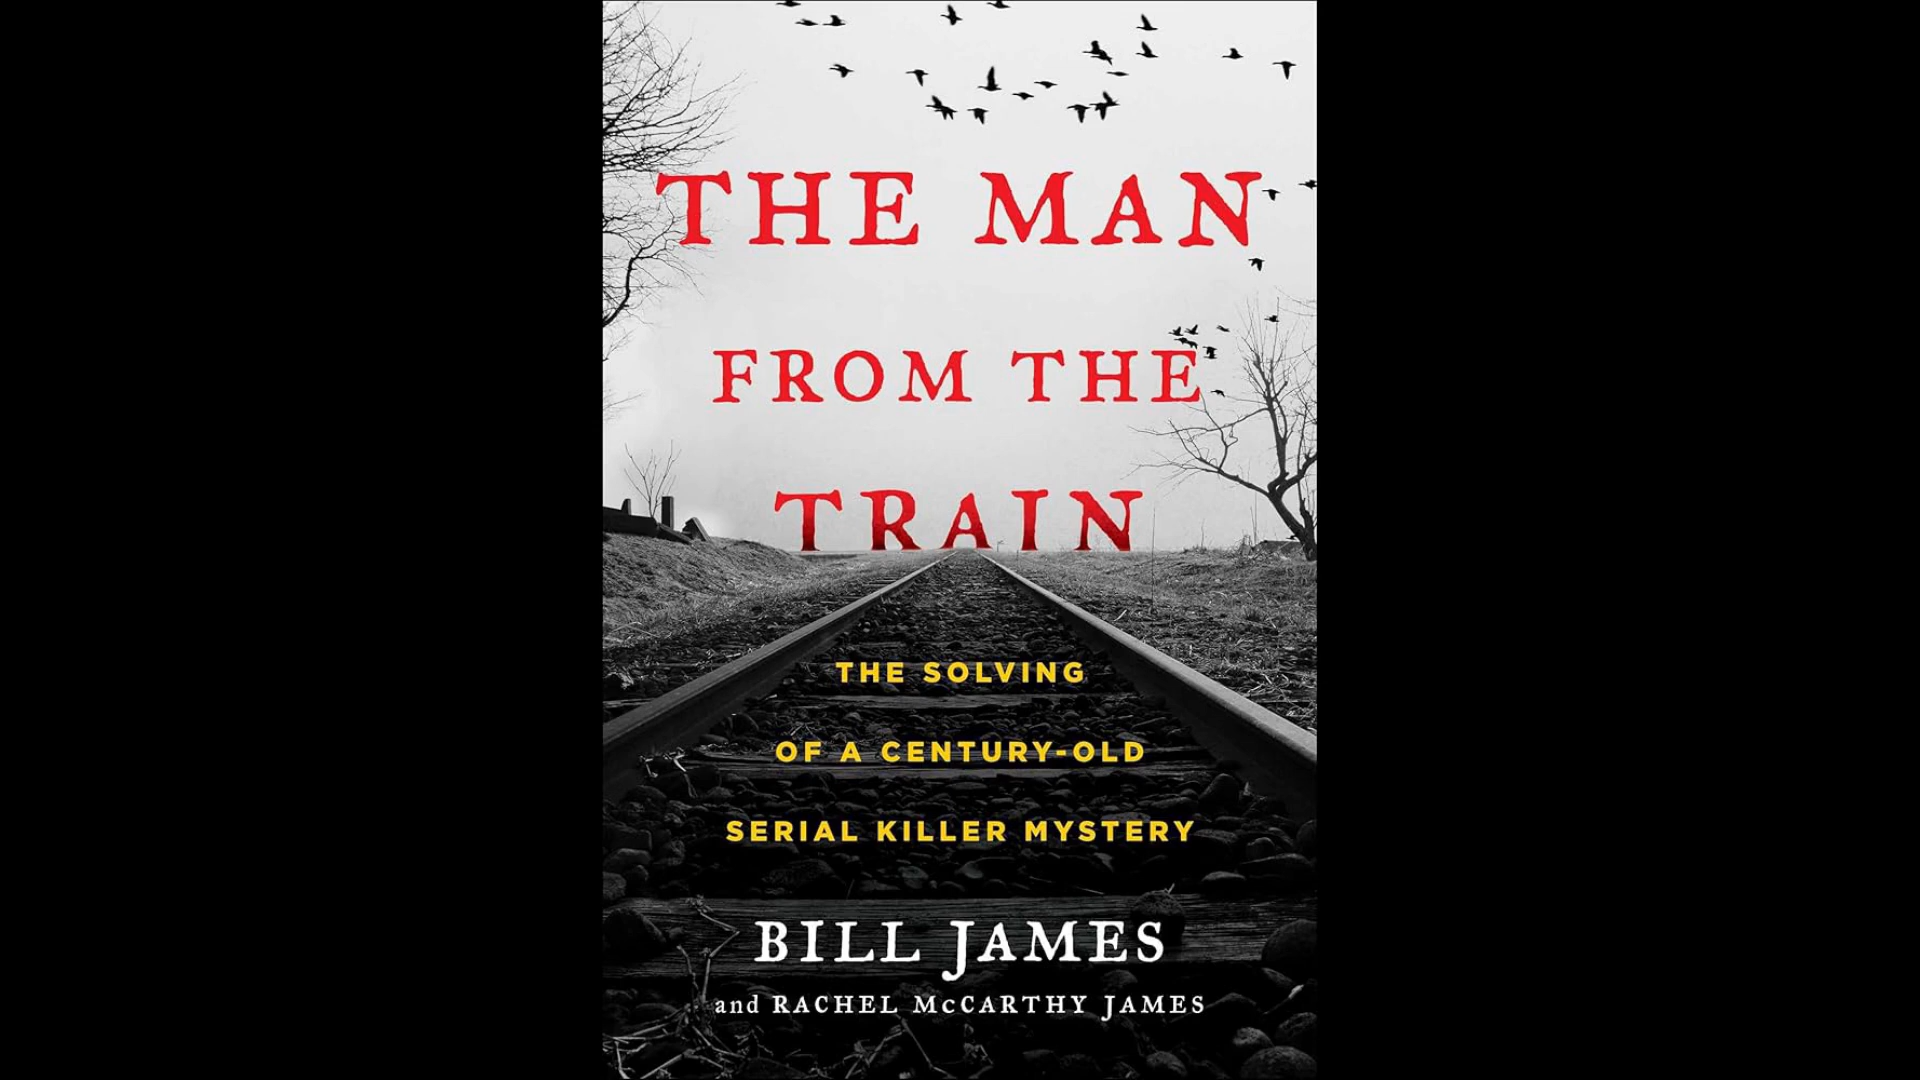 THE MAN
FROM THE
TRAIN
THE SOLVING
OF A CENTURY-OLD
SERIAL KILLER MYSTERY
BILL JAMES
and RACHEL McCARTHY JAMES